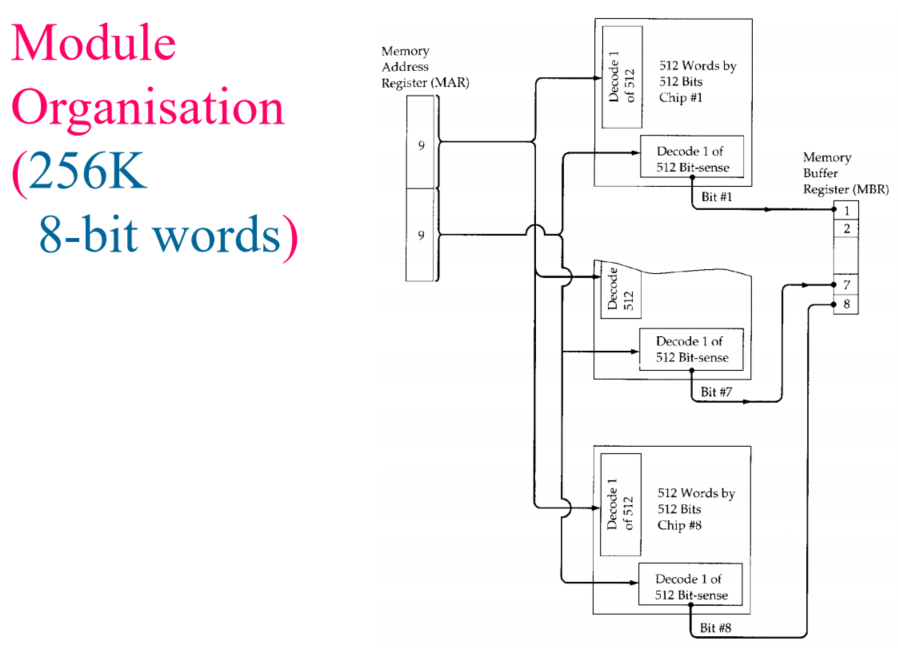 Module
Organisation
(256K
8-bit words)
Memory
Address
Register (MAR)
9
9
Decode 1
of 512
512 Words by
512 Bits
Chip #1
Decode 1 of
512 Bit-sense
Bit #1
Memory
Buffer
Register (MBR)
1
2
7
8
Decode
512
Decode 1 of
512 Bit-sense
Bit #7
Decode 1
of 512
512 Words by
512 Bits
Chip #8
Decode 1 of
512 Bit-sense
Bit #8